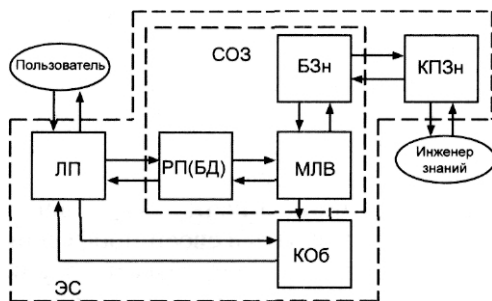 СОЗ
БЗн
КПЗн
Пользователь
ЛП
РП(БД)
МЛВ
Инженер
знаний
КОб
ЭС